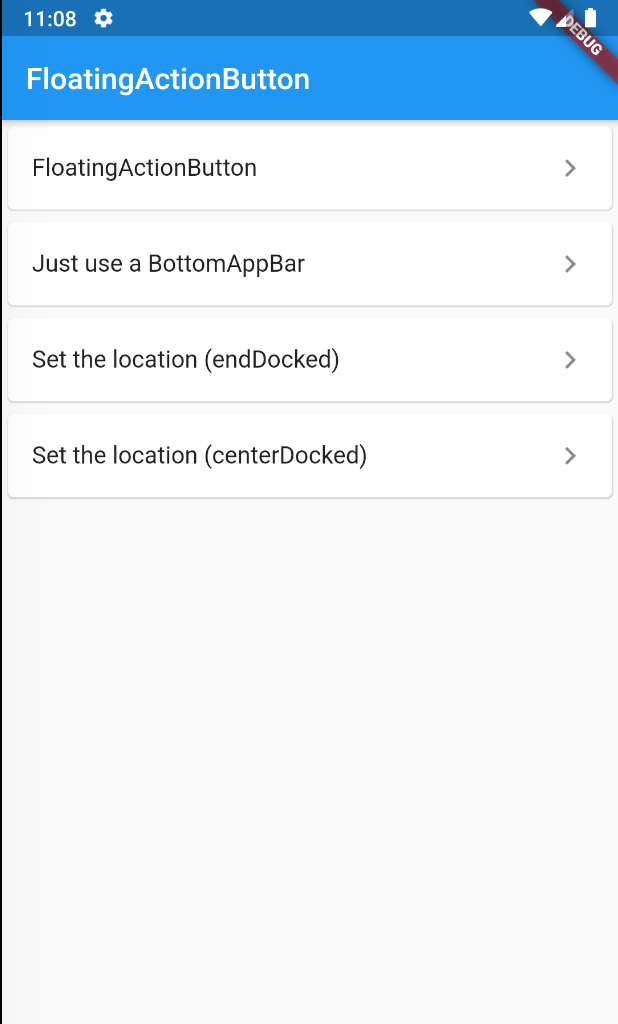 11:08
DEBUG
FloatingActionButton
FloatingActionButton
Just use a BottomAppBar
Set the location (endDocked)
Set the location (centerDocked)